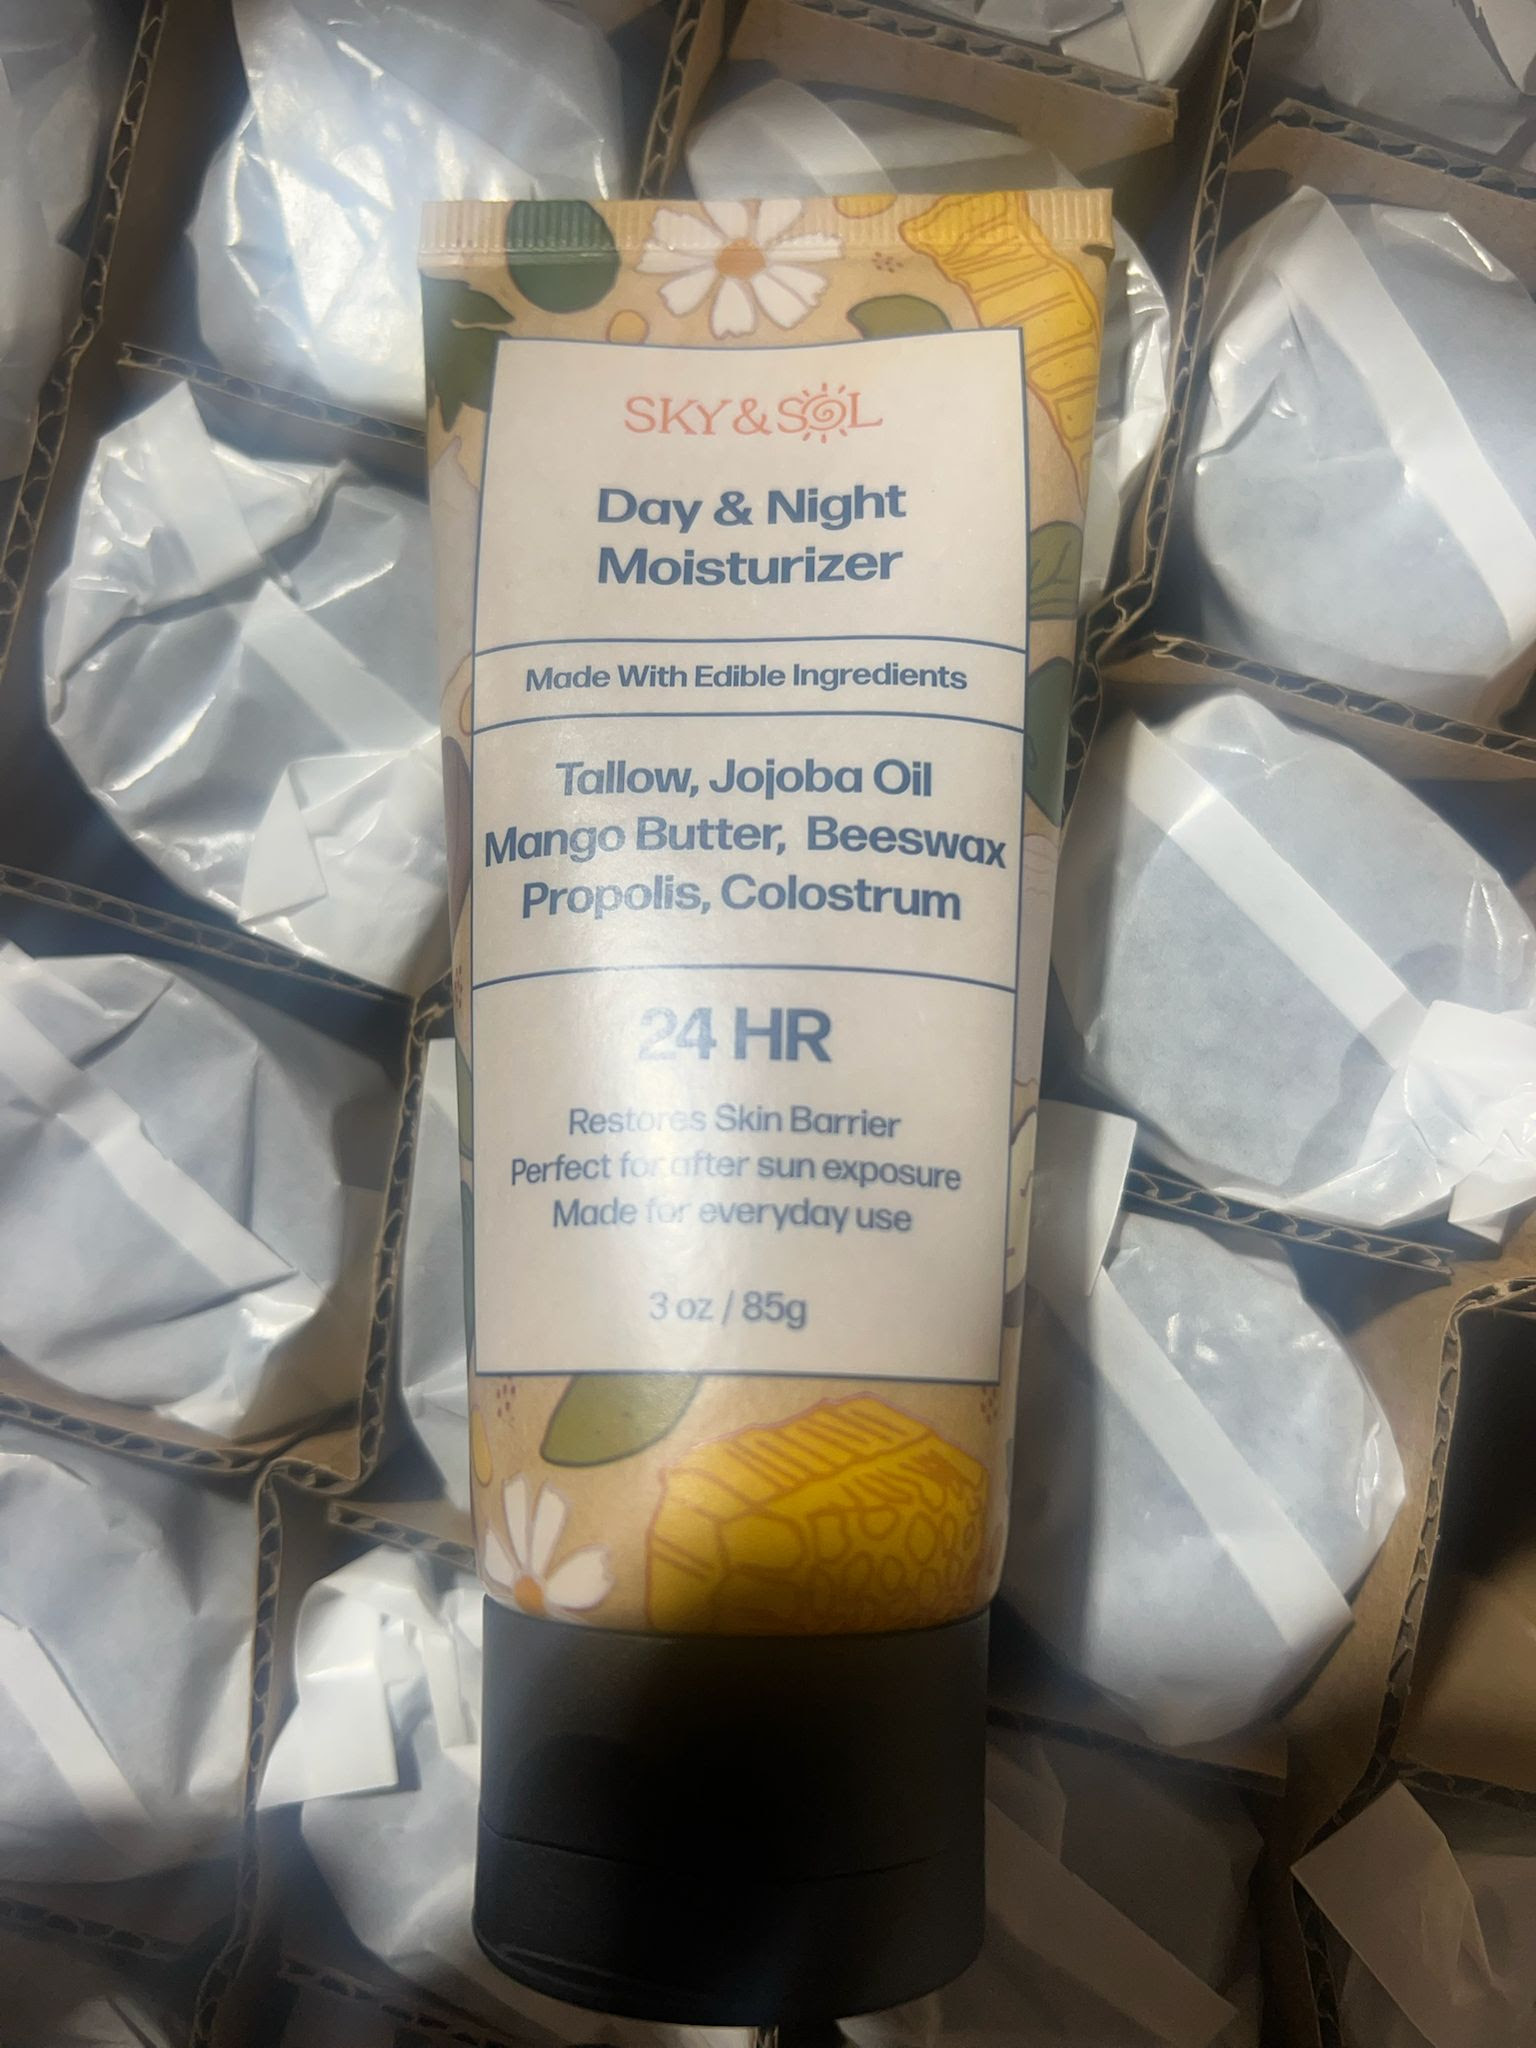 SKY & SOL
Day & Night
Moisturizer
Made With Edible Ingredients
Tallow, Jojoba Oil
Mango Butter, Beeswax
Propolis, Colostrum
24 HR
Restores Skin Barrier
Perfect for after sun exposure
Made for everyday use
3 oz / 85g